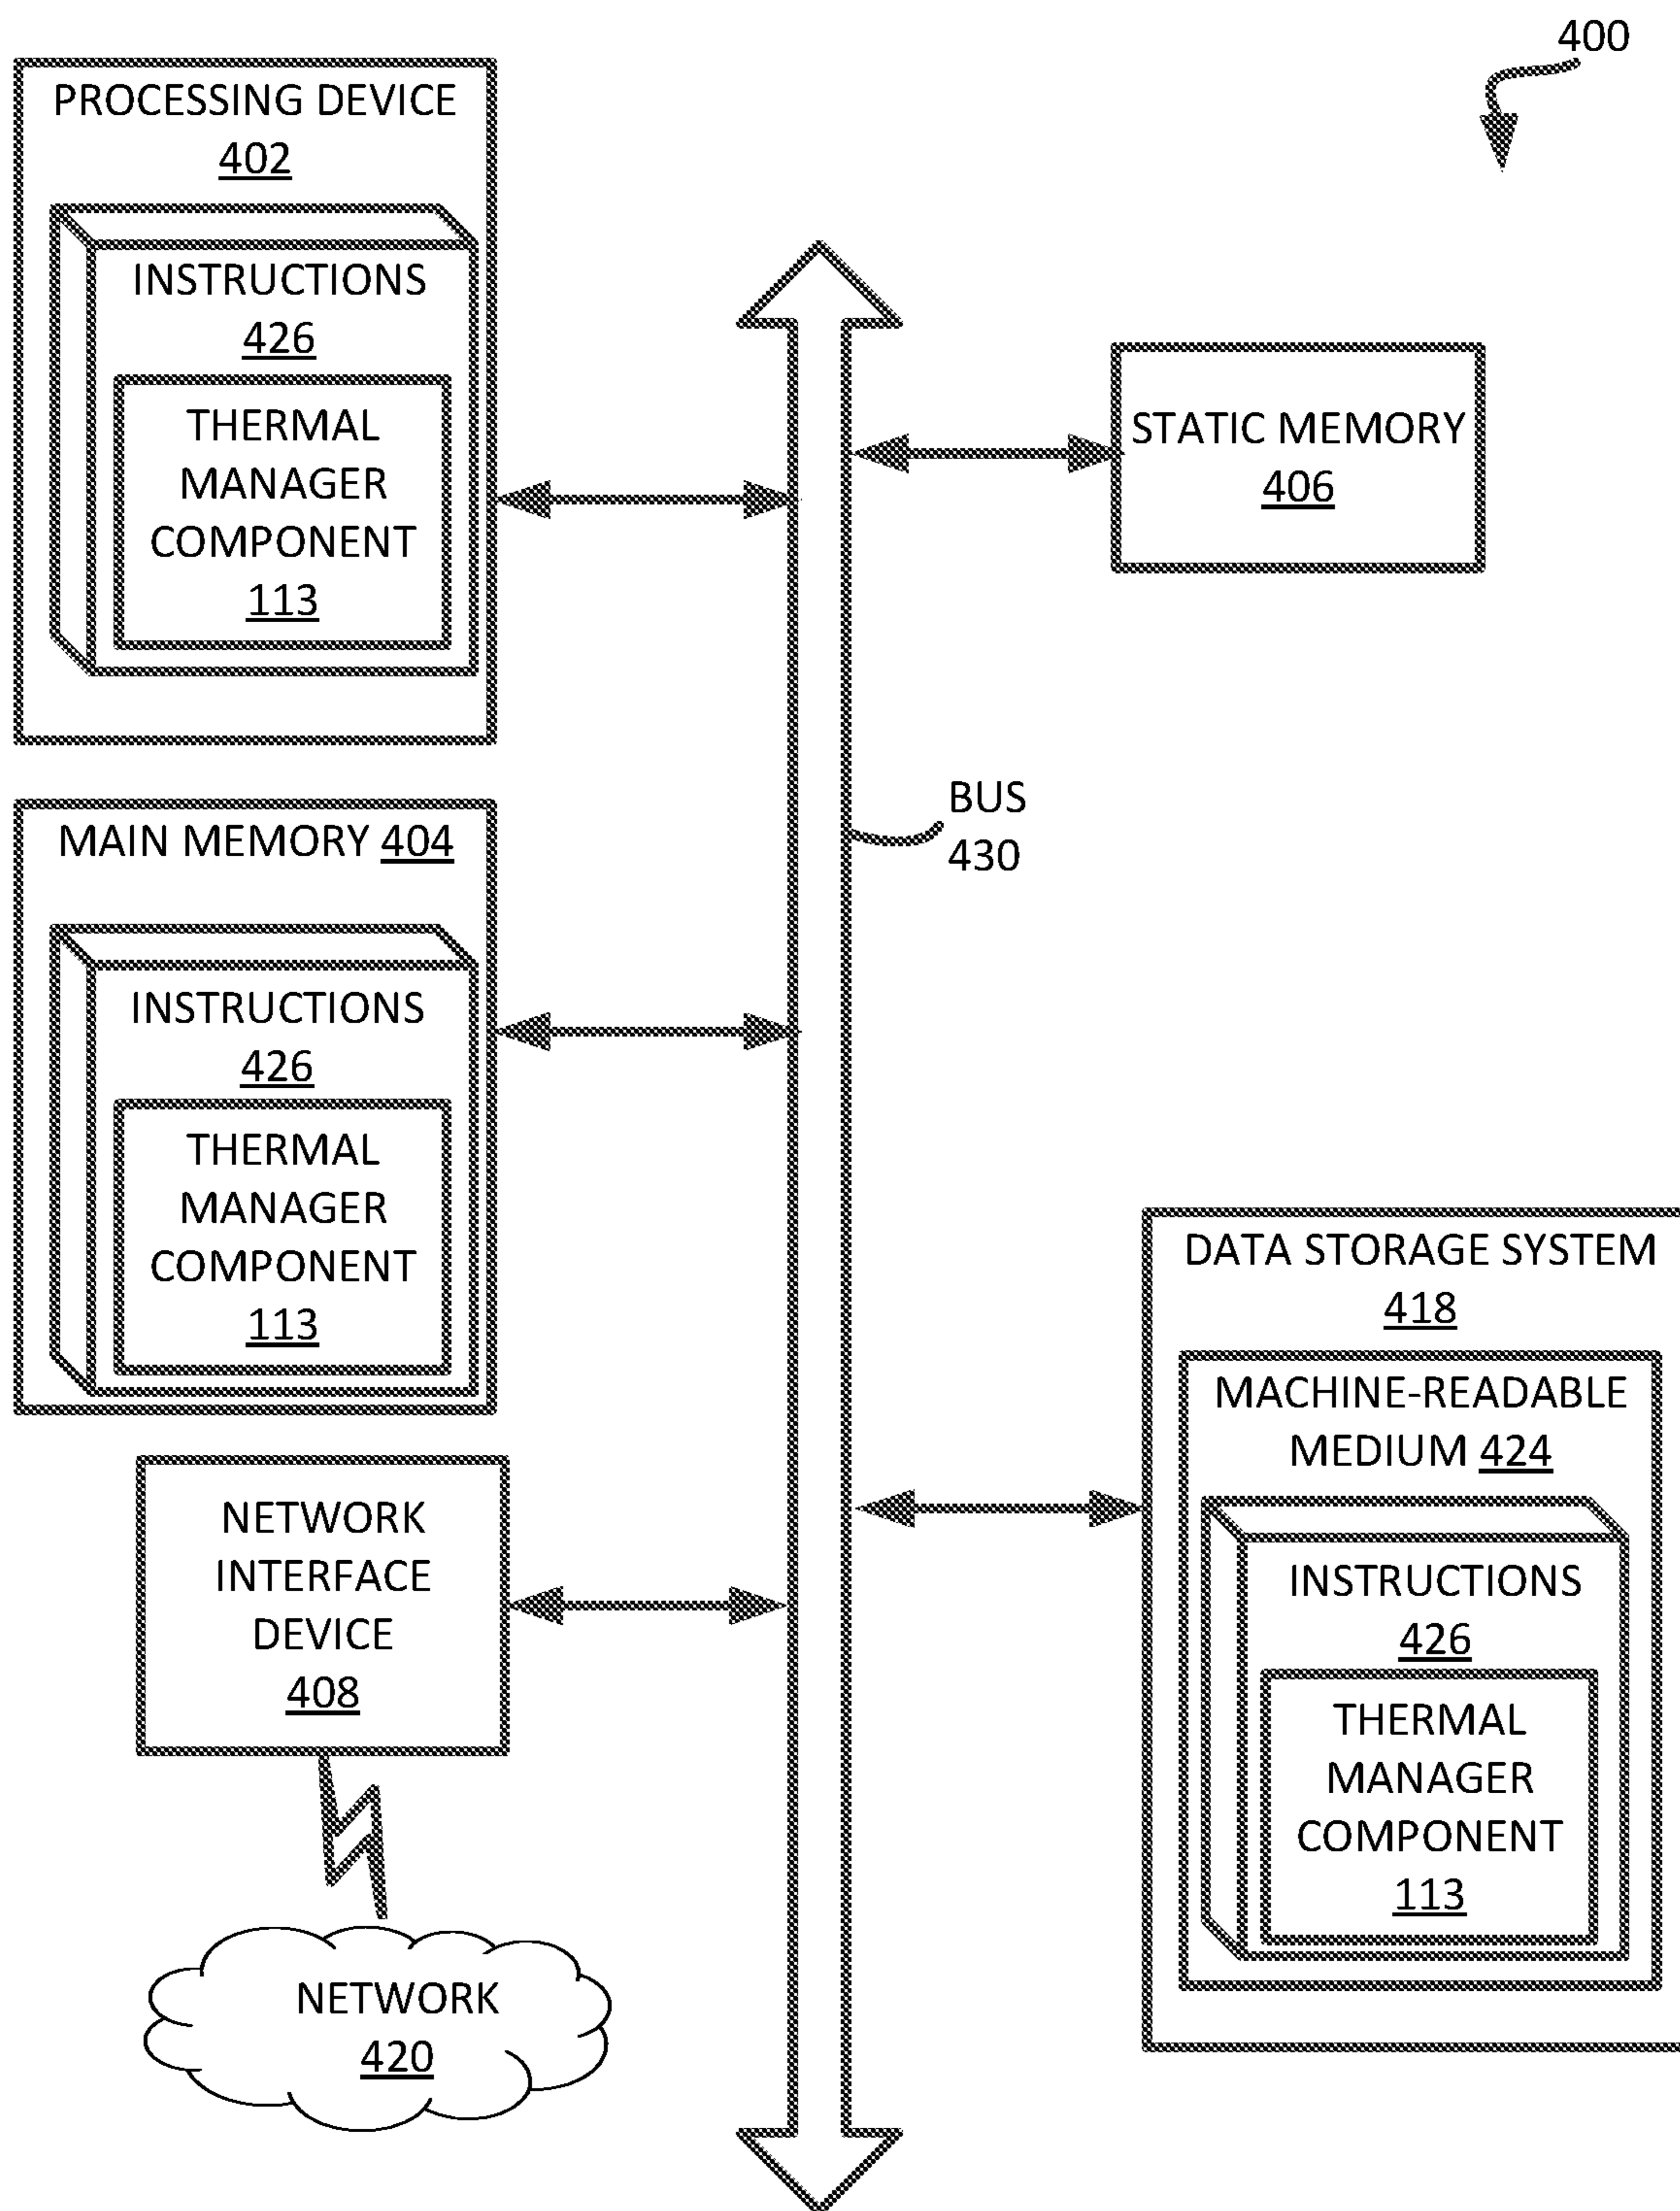 400
PROCESSING DEVICE
402
INSTRUCTIONS
426
THERMAL
MANAGER
COMPONENT
113
STATIC MEMORY
406
BUS
430
MAIN MEMORY 404
INSTRUCTIONS
426
THERMAL
MANAGER
COMPONENT
113
DATA STORAGE SYSTEM
418
MACHINE-READABLE
MEDIUM 424
INSTRUCTIONS
426
THERMAL
MANAGER
COMPONENT
113
NETWORK
INTERFACE
DEVICE
408
NETWORK
420